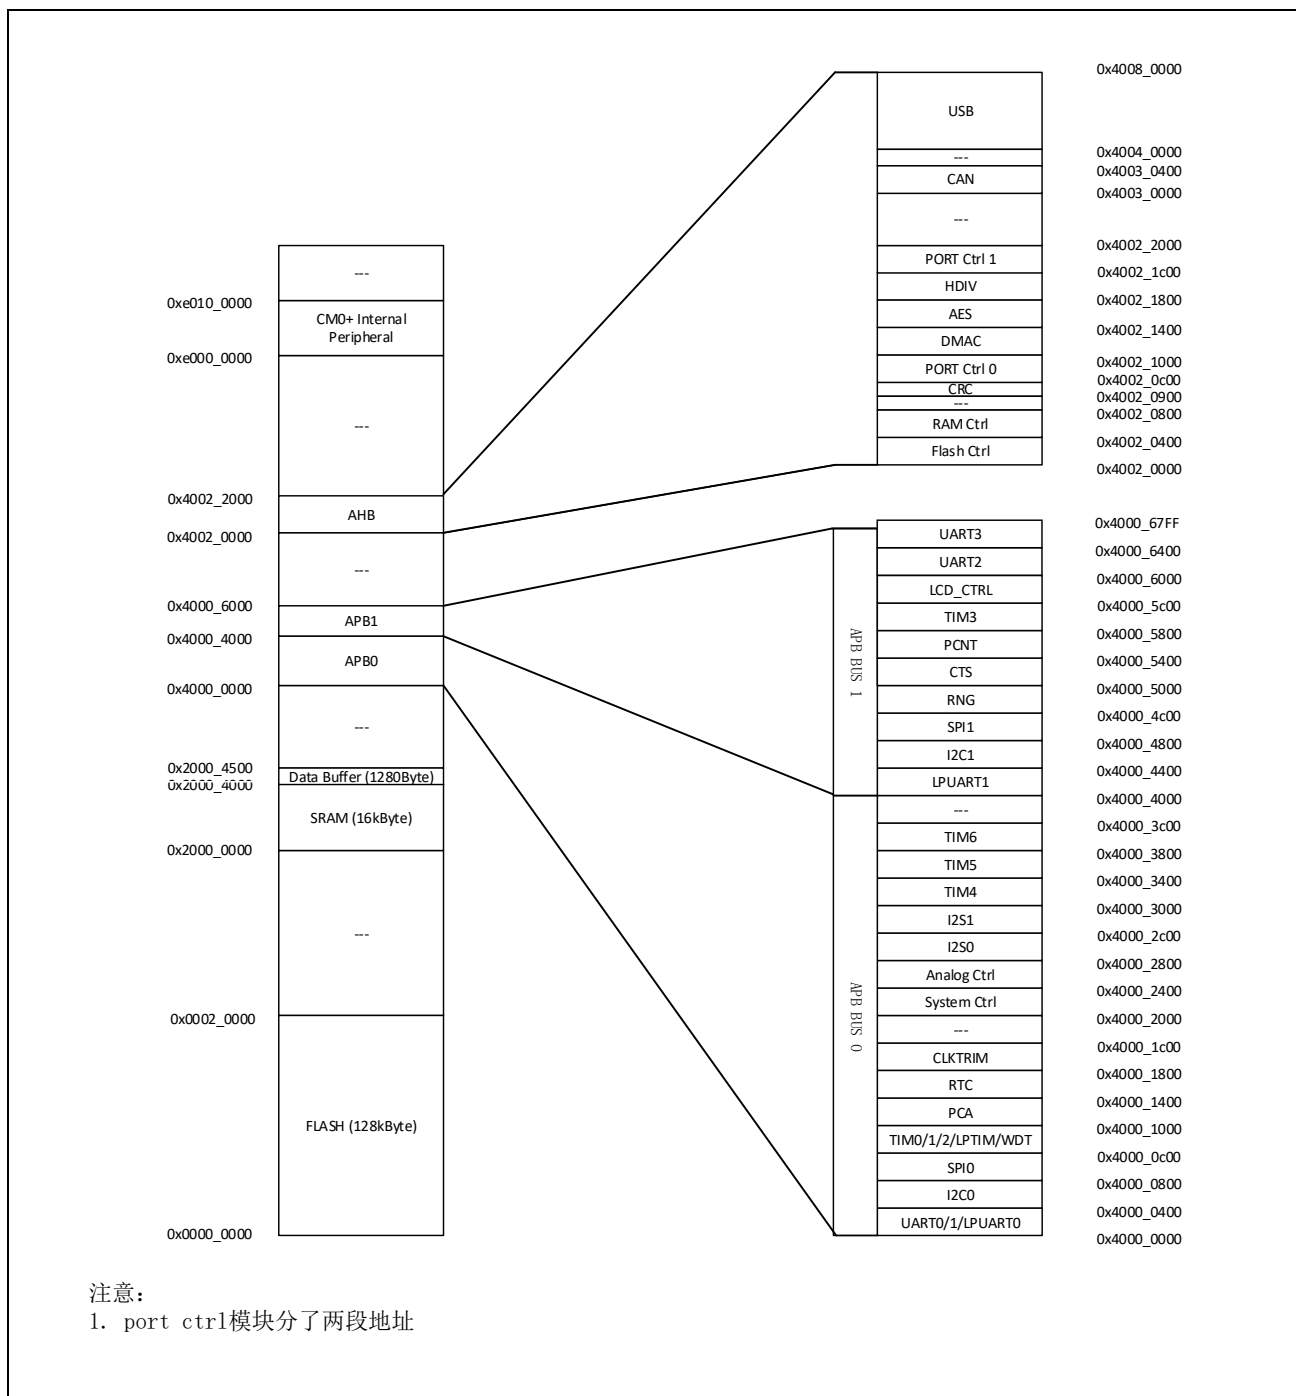 ---
0xe010_0000
CM0+ Internal
Peripheral
0xe000_0000
---
0x4002_2000
AHB
0x4002_0000
---
0x4000_6000
APB1
0x4000_4000
APB0
0x4000_0000
---
0x2000_4500
Data Buffer (1280Byte)
0x2000_4000
SRAM (16kByte)
0x2000_0000
---
0x0002_0000
FLASH (128kByte)
0x0000_0000
0x4008_0000
USB
0x4004_0000
---
0x4003_0400
CAN
0x4003_0000
---
0x4002_2000
PORT Ctrl 1
0x4002_1c00
HDIV
0x4002_1800
AES
0x4002_1400
DMAC
0x4002_1000
PORT Ctrl 0
0x4002_0c00
CRC
0x4002_0900
---
0x4002_0800
RAM Ctrl
0x4002_0400
Flash Ctrl
0x4002_0000
APB BUS 1
0x4000_67FF
UART3
0x4000_6400
UART2
0x4000_6000
LCD_CTRL
0x4000_5c00
TIM3
0x4000_5800
PCNT
0x4000_5400
CTS
0x4000_5000
RNG
0x4000_4c00
SPI1
0x4000_4800
I2C1
0x4000_4400
LPUART1
0x4000_4000
APB BUS 0
---
0x4000_3c00
TIM6
0x4000_3800
TIM5
0x4000_3400
TIM4
0x4000_3000
I2S1
0x4000_2c00
I2S0
0x4000_2800
Analog Ctrl
0x4000_2400
System Ctrl
0x4000_2000
---
0x4000_1c00
CLKTRIM
0x4000_1800
RTC
0x4000_1400
PCA
0x4000_1000
TIM0/1/2/LPTIM/WDT
0x4000_0c00
SPI0
0x4000_0800
I2C0
0x4000_0400
UART0/1/LPUART0
0x4000_0000
注意：
1. port ctrl模块分了两段地址